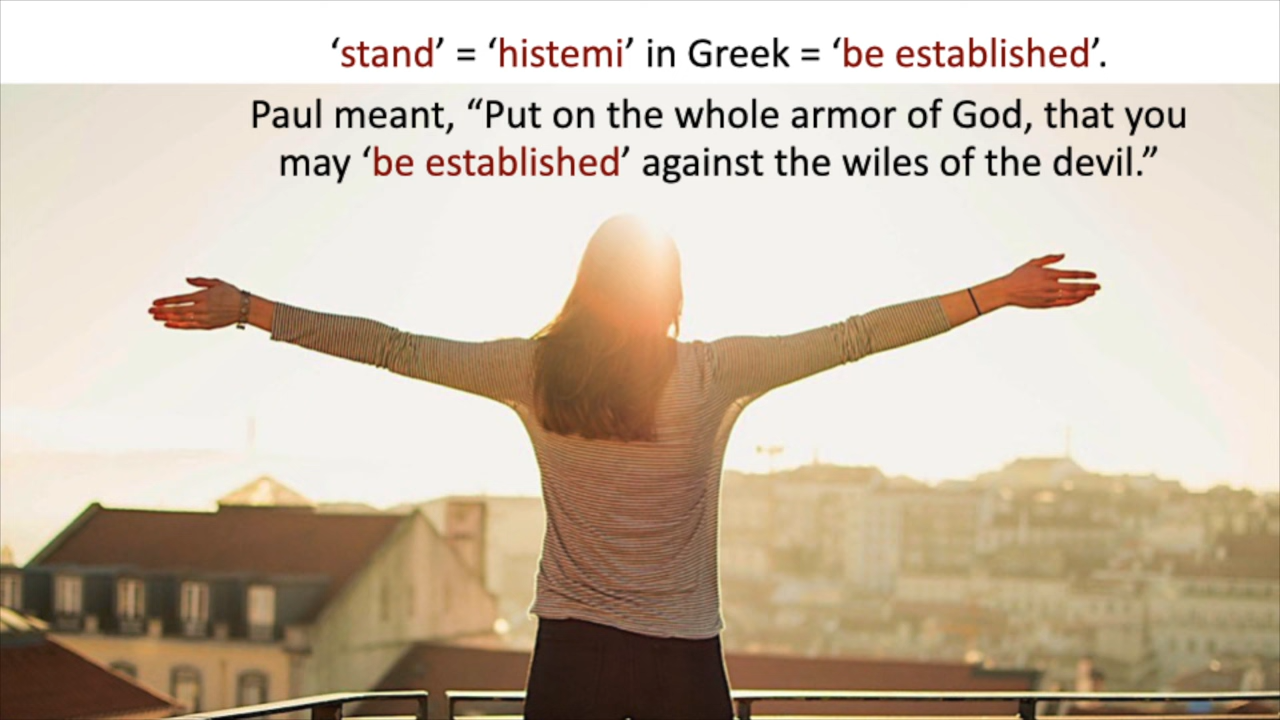 ‘stand’ = ‘histemi’ in Greek = ‘be established’.
Paul meant, “Put on the whole armor of God, that you
may ‘be established’ against the wiles of the devil.”